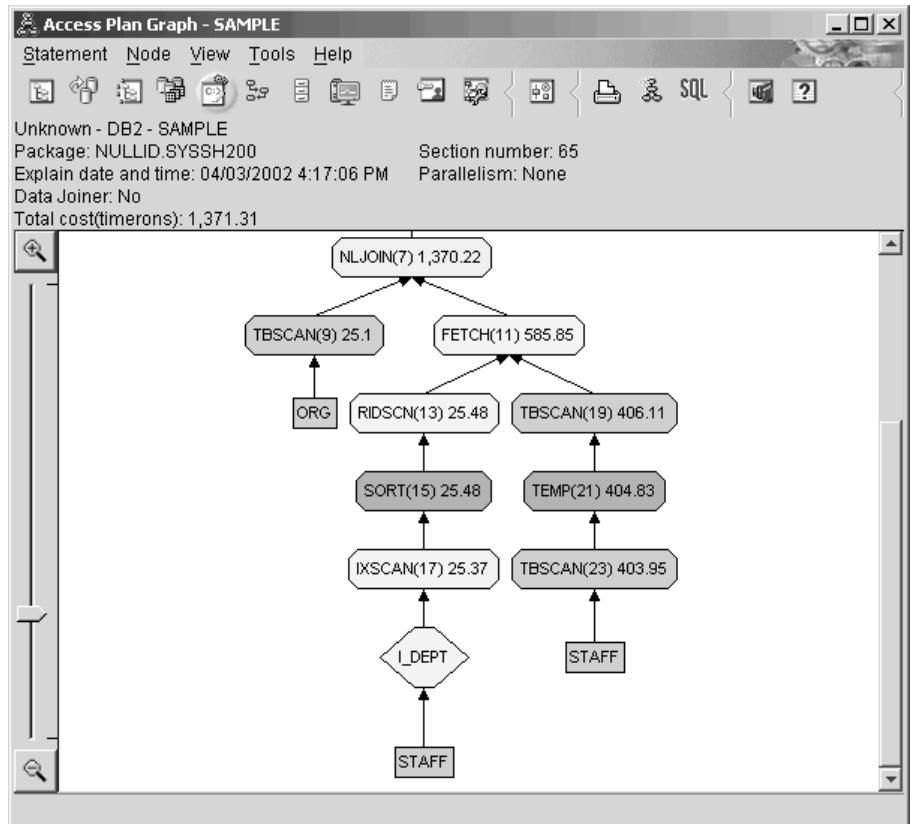 Access Plan Graph - SAMPLE
Statement Node View Tools Help
SQL ?
Unknown - DB2 - SAMPLE
Package: NULLID.SYSSH200 Section number: 65
Explain date and time: 04/03/2002 4:17:06 PM Parallelism: None
Data Joiner: No
Total cost(timerons): 1,371.31
NLJOIN(7) 1,370.22
TBSCAN(9) 25.1 FETCH(11) 585.85
ORG RIDSCN(13) 25.48 TBSCAN(19) 406.11
SORT(15) 25.48 TEMP(21) 404.83
IXSCAN(17) 25.37 TBSCAN(23) 403.95
I_DEPT STAFF
STAFF